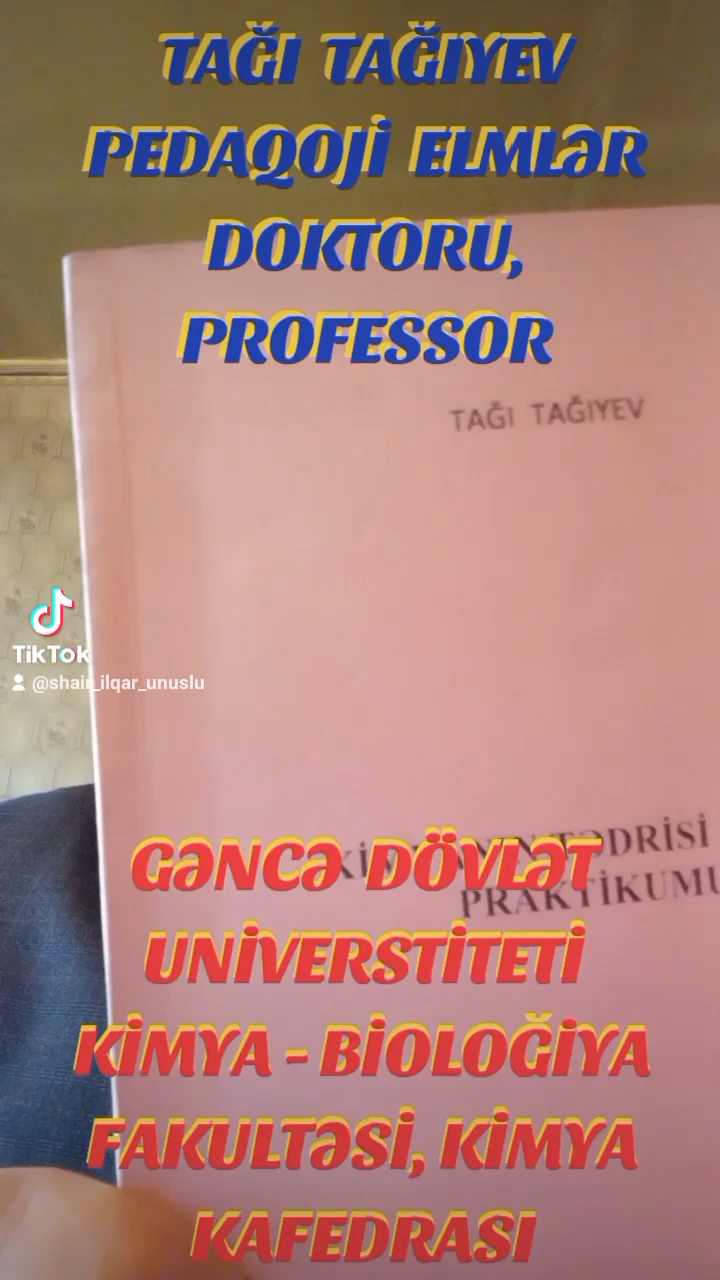 TAĞI TAĞIYEV
PEDAQOJİ ELMLƏR
DOKTORU,
PROFESSOR
TAĞI TAĞIYEV
TikTok
@shair_ilqar_unuslu
TƏDRİSİ
PRAKTİKUMU
GƏNCƏ DÖVLƏT
UNİVERSTİTETİ
KİMYA - BİOLOĞİYA
FAKULTƏSİ, KİMYA
KAFEDRASI